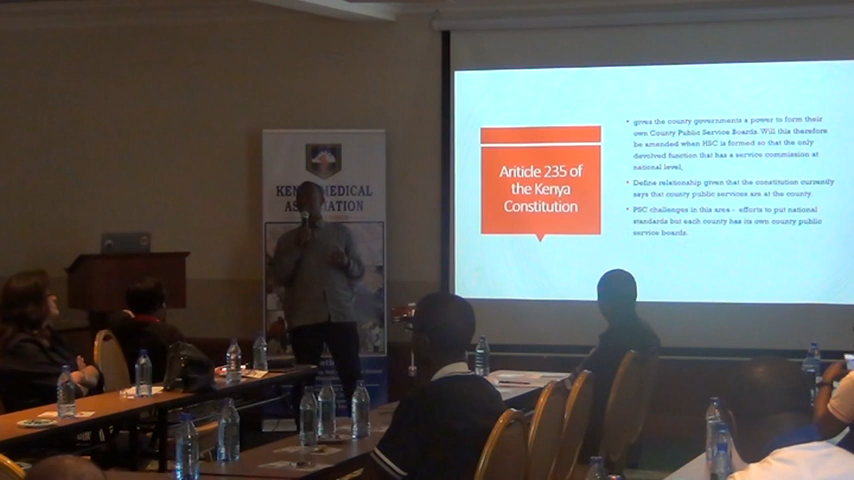 KENYA MEDICAL
ASSOCIATION
Ariticle 235 of
the Kenya
Constitution
• gives the county governments a power to form their
own County Public Service Boards. Will this therefore
be amended when HSC is formed so that the only
devolved function that has a service commission at
national level,
• Define relationship given that the constitution currently
says that county public services are at the county.
• PSC challenges in this area - efforts to put national
standards but each county has its own county public
service boards.